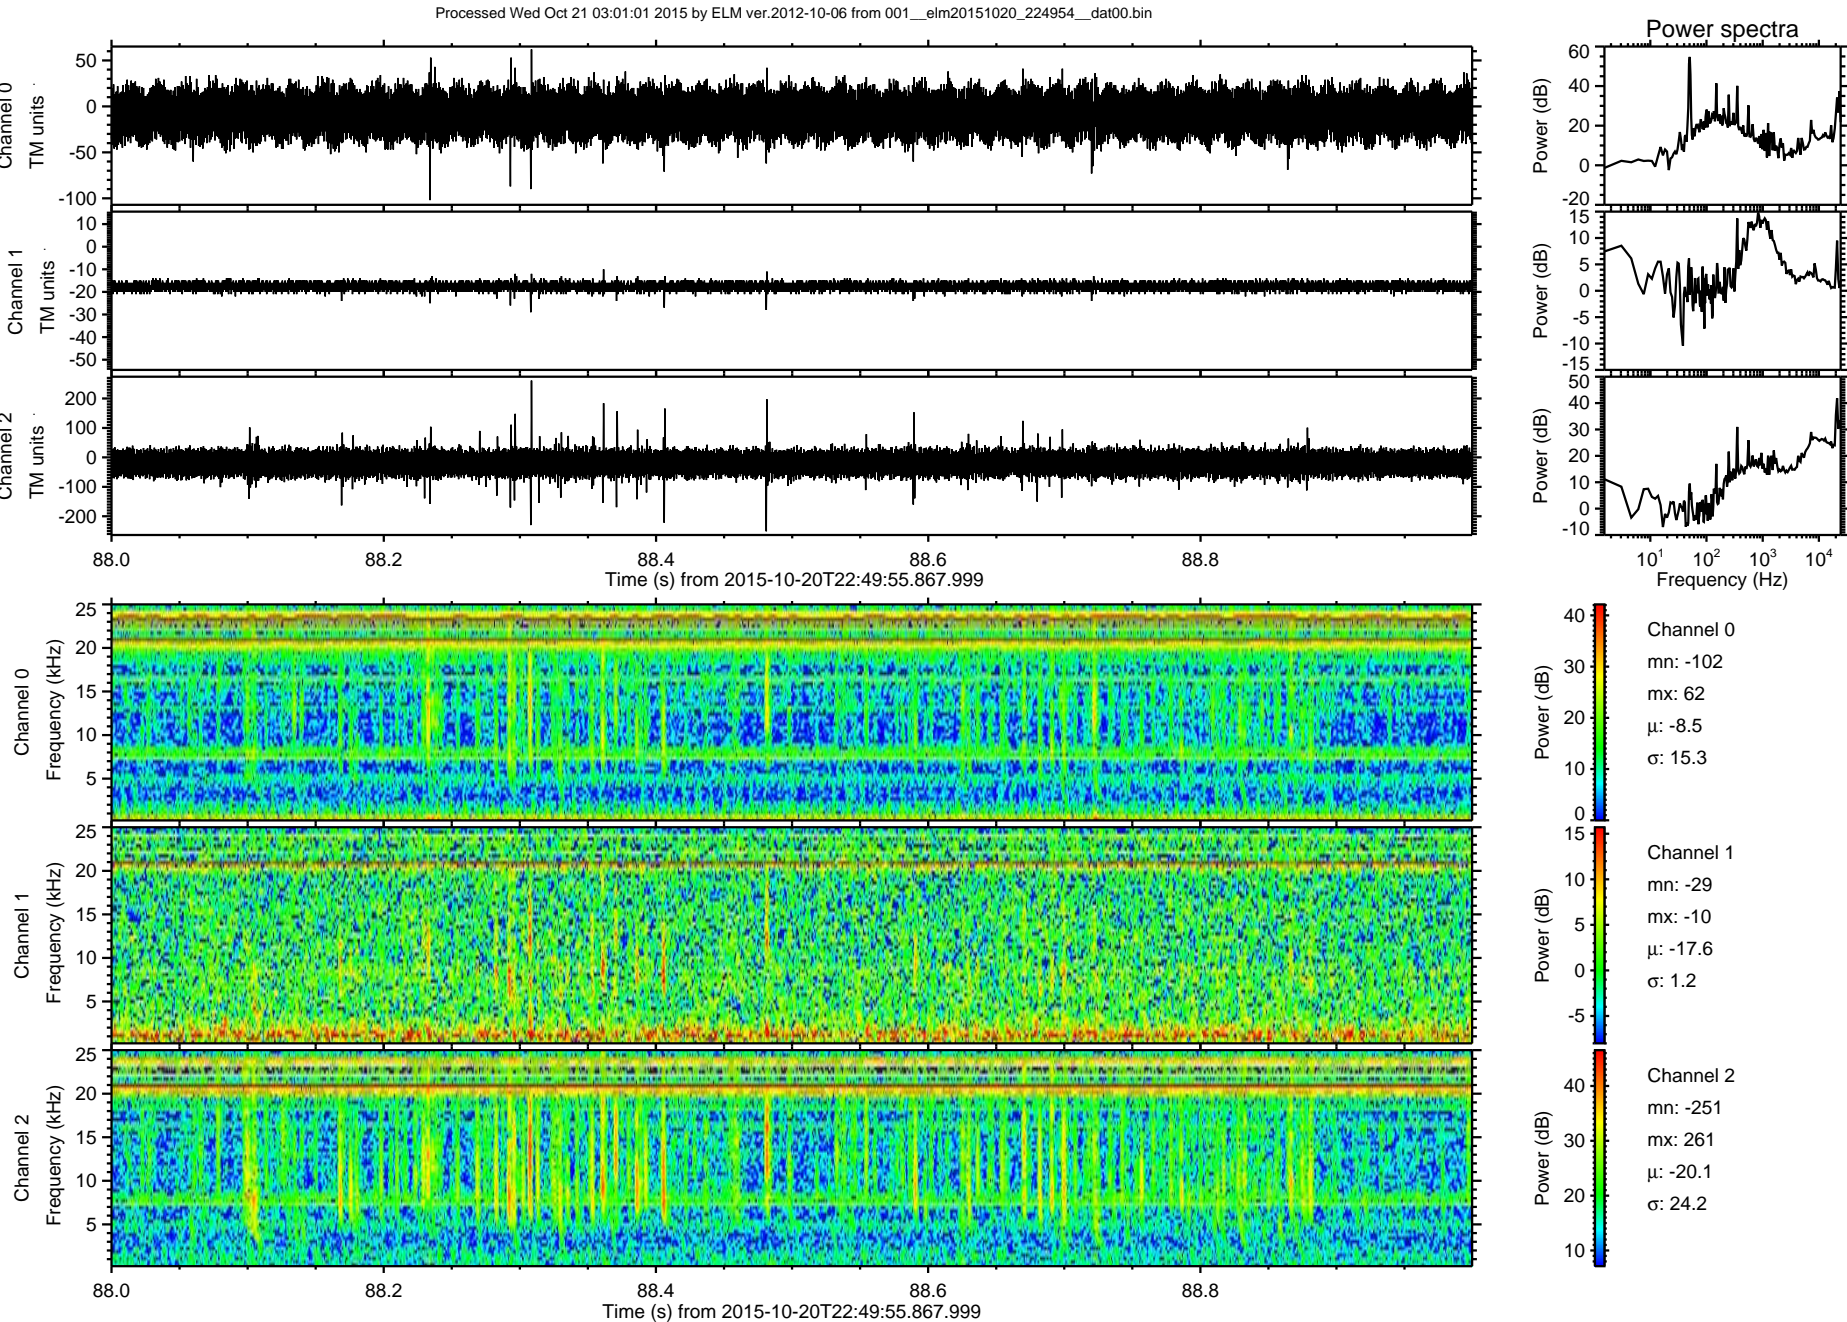 Processed Wed Oct 21 03:01:01 2015 by ELM ver.2012-10-06 from 001__elm20151020_224954__dat00.bin
Power spectra
Channel 0
TM units
50
0
-50
-100
Power (dB)
60
40
20
0
-20
Channel 1
TM units
10
0
-10
-20
-30
-40
-50
Power (dB)
15
10
5
0
-5
-10
-15
Channel 2
TM units
200
100
0
-100
-200
Power (dB)
50
40
30
20
10
0
-10
88.0 88.2 88.4 88.6 88.8
Time (s) from 2015-10-20T22:49:55.867.999
10^1 10^2 10^3 10^4
Frequency (Hz)
Channel 0
Frequency (kHz)
25
20
15
10
5
Power (dB)
40
30
20
10
0
Channel 0
mn: -102
mx: 62
µ: -8.5
σ: 15.3
Channel 1
Frequency (kHz)
25
20
15
10
5
Power (dB)
15
10
5
0
-5
Channel 1
mn: -29
mx: -10
µ: -17.6
σ: 1.2
Channel 2
Frequency (kHz)
25
20
15
10
5
Power (dB)
40
30
20
10
Channel 2
mn: -251
mx: 261
µ: -20.1
σ: 24.2
88.0 88.2 88.4 88.6 88.8
Time (s) from 2015-10-20T22:49:55.867.999